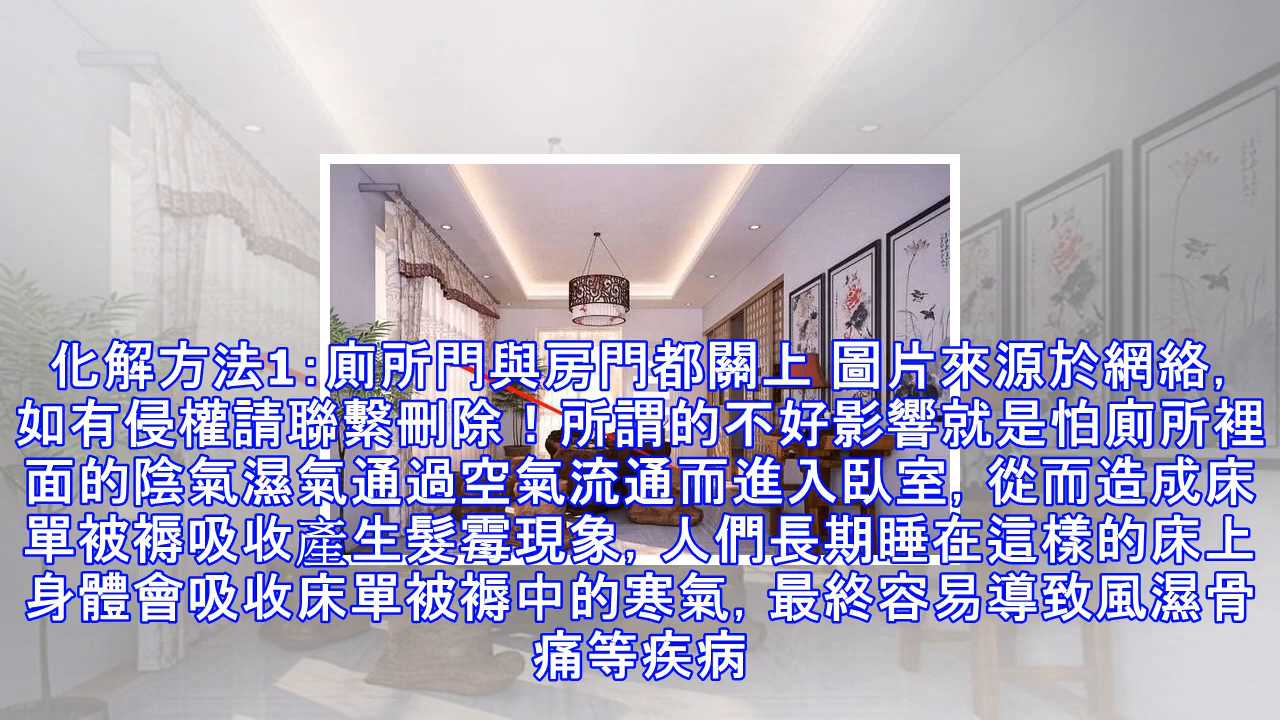 化解方法1:廁所門與房門都關上 圖片來源於網絡,
如有侵權請聯繫刪除！所謂的不好影響就是怕廁所裡
面的陰氣濕氣通過空氣流通而進入臥室, 從而造成床
單被褥吸收產生髮霉現象, 人們長期睡在這樣的床上
身體會吸收床單被褥中的寒氣, 最終容易導致風濕骨
痛等疾病